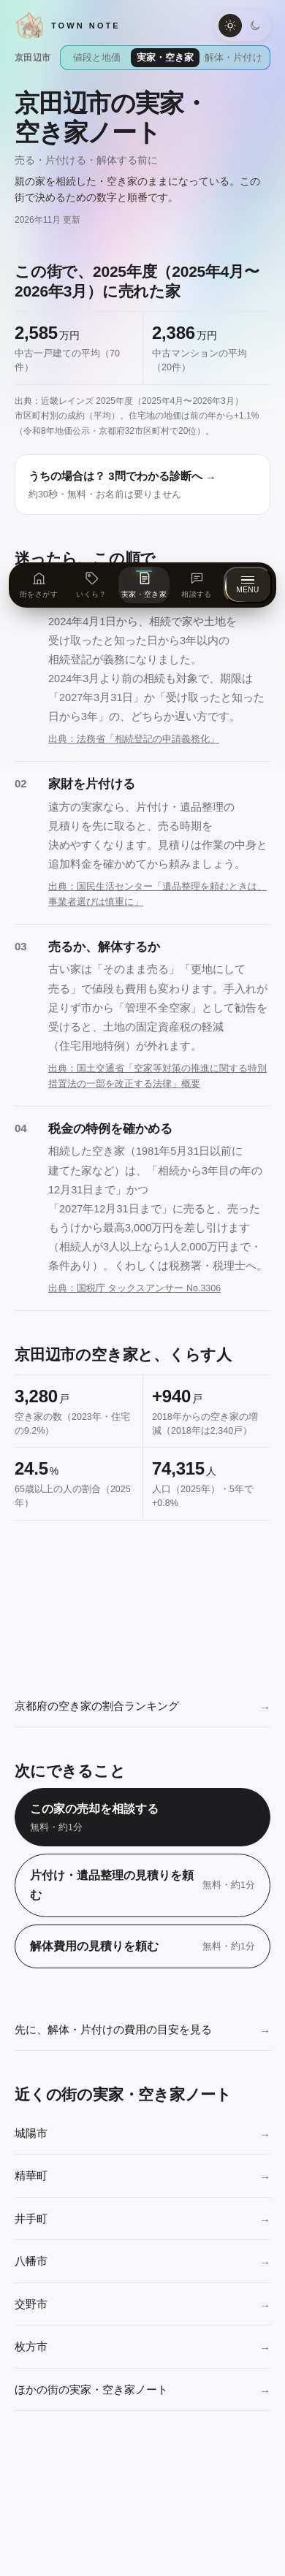 TOWN NOTE
京田辺市
値段と地価
実家・空き家
解体・片付け
京田辺市の実家・
空き家ノート
売る・片付ける・解体する前に
親の家を相続した・空き家のままになっている。この
街で決めるための数字と順番です。
2026年11月 更新
この街で、2025年度（2025年4月〜
2026年3月）に売れた家
2,585万円
中古一戸建ての平均（70
件）
2,386万円
中古マンションの平均
（20件）
出典：近畿レインズ 2025年度（2025年4月〜2026年3月）
市区町村別の成約（平均）。住宅地の地価は前の年から+1.1%
（令和8年地価公示・京都府32市区町村で20位）。
うちの場合は？ 3問でわかる診断へ →
約30秒・無料・お名前は要りません
迷ったら、この順で
街をさがす
いくら？
実家・空き家
相談する
MENU
2024年4月1日から、相続で家や土地を
受け取ったと知った日から3年以内の
相続登記が義務になりました。
2024年3月より前の相続も対象で、期限は
「2027年3月31日」か「受け取ったと知った
日から3年」の、どちらか遅い方です。
出典：法務省「相続登記の申請義務化」
02
家財を片付ける
遠方の実家なら、片付け・遺品整理の
見積りを先に取ると、売る時期を
決めやすくなります。見積りは作業の中身と
追加料金を確かめてから頼みましょう。
出典：国民生活センター「遺品整理を頼むときは、
事業者選びは慎重に」
03
売るか、解体するか
古い家は「そのまま売る」「更地にして
売る」で値段も費用も変わります。手入れが
足りず市から「管理不全空家」として勧告を
受けると、土地の固定資産税の軽減
（住宅用地特例）が外れます。
出典：国土交通省「空家等対策の推進に関する特別
措置法の一部を改正する法律」概要
04
税金の特例を確かめる
相続した空き家（1981年5月31日以前に
建てた家など）は、「相続から3年目の年の
12月31日まで」かつ
「2027年12月31日まで」に売ると、売った
もうけから最高3,000万円を差し引けます
（相続人が3人以上なら1人2,000万円まで・
条件あり）。くわしくは税務署・税理士へ。
出典：国税庁 タックスアンサー No.3306
京田辺市の空き家と、くらす人
3,280戸
空き家の数（2023年・住宅
の9.2%）
+940戸
2018年からの空き家の増
減（2018年は2,340戸）
24.5%
65歳以上の人の割合（2025
年）
74,315人
人口（2025年）・5年で
+0.8%
京都府の空き家の割合ランキング →
次にできること
この家の売却を相談する
無料・約1分
片付け・遺品整理の見積りを頼
む
無料・約1分
解体費用の見積りを頼む
無料・約1分
先に、解体・片付けの費用の目安を見る →
近くの街の実家・空き家ノート
城陽市 →
精華町 →
井手町 →
八幡市 →
交野市 →
枚方市 →
ほかの街の実家・空き家ノート →